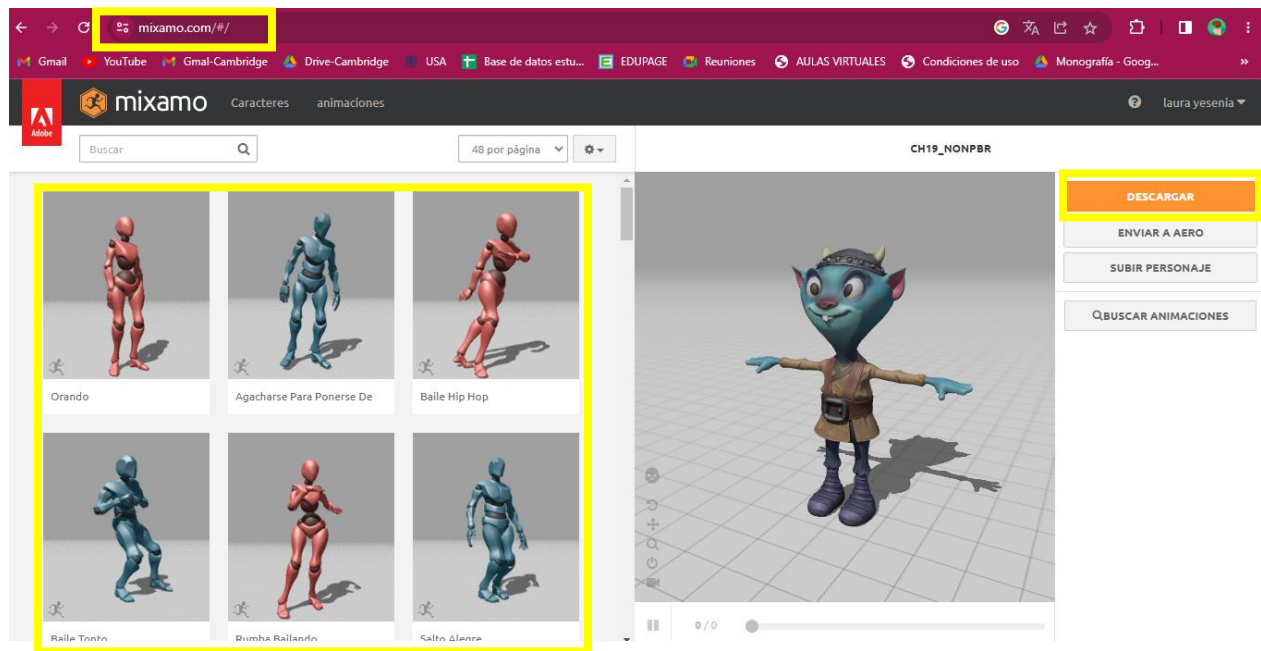 mixamo.com/#/
Gmail YouTube Gmal-Cambridge Drive-Cambridge USA Base de datos estu... EDUPAGE Reuniones AULAS VIRTUALES Condiciones de uso Monografía - Goog... »
Adobe mixamo Caracteres animaciones laura yesenia
Buscar 48 por página CH19_NONPBR
DESCARGAR
ENVIAR A AERO
SUBIR PERSONAJE
BUSCAR ANIMACIONES
Orando Agacharse Para Ponerse De Baile Hip Hop
Baile Tonto Rumba Bailando Salto Alegre
0 / 0